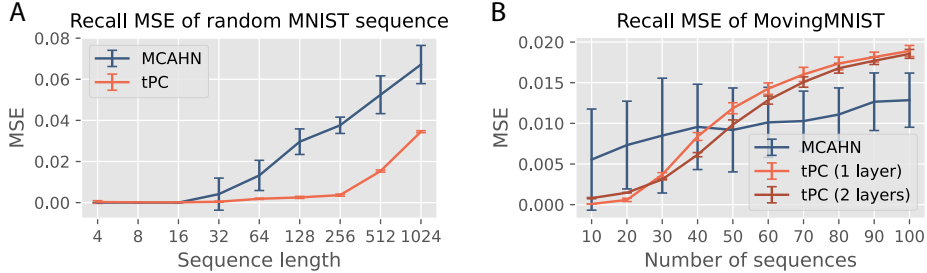 A
Recall MSE of random MNIST sequence
0.08
0.06
0.04
0.02
0.00
MSE
MCAHN
tPC
4 8 16 32 64 128 256 512 1024
Sequence length
B
Recall MSE of MovingMNIST
0.020
0.015
0.010
0.005
0.000
MSE
MCAHN
tPC (1 layer)
tPC (2 layers)
10 20 30 40 50 60 70 80 90 100
Number of sequences